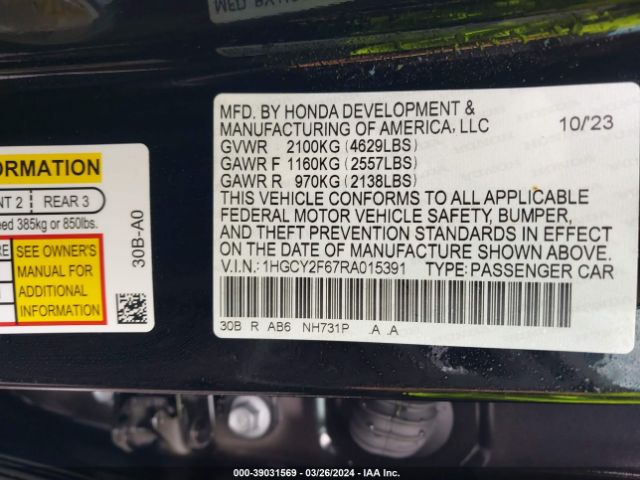 MFD. BY HONDA DEVELOPMENT &
MANUFACTURING OF AMERICA, LLC 10/'23
GVWR 2100KG (4629LBS)
GAWR F 1160KG (2557LBS)
GAWR R 970KG (2138LBS)
THIS VEHICLE CONFORMS TO ALL APPLICABLE
FEDERAL MOTOR VEHICLE SAFETY, BUMPER,
AND THEFT PREVENTION STANDARDS IN EFFECT
ON THE DATE OF MANUFACTURE SHOWN ABOVE.
V.I.N.: 1HGCY2F67RA015391 TYPE: PASSENGER CAR
30B R AB6 NH731P .A .A
2 REAR 3
385kg or 850lbs.
SEE OWNER'S
MANUAL FOR
ADDITIONAL
INFORMATION
30B-A0
000-39031569 - 03/26/2024 - IAA Inc.